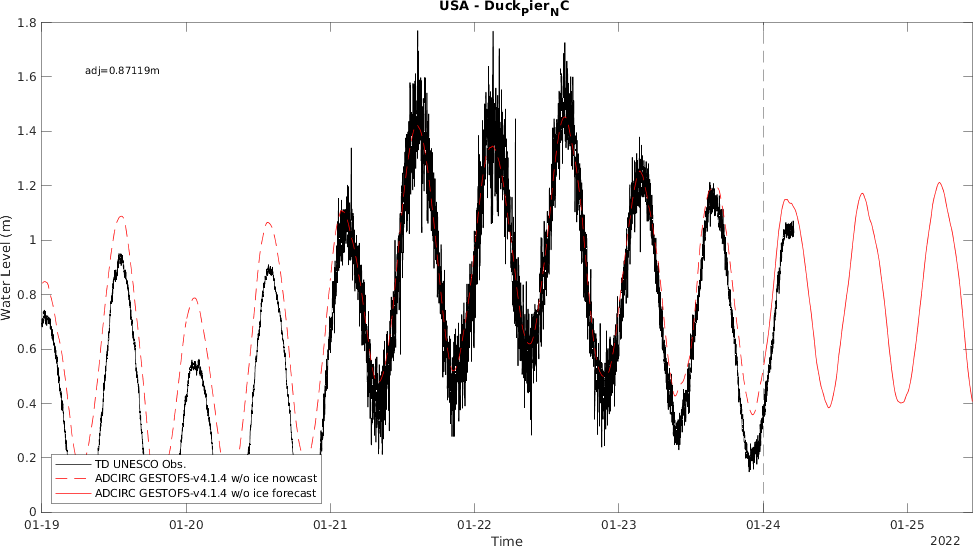 USA - DuckPierNC
1.8
adj=0.87119m
1.6
1.4
1.2
1
0.8
0.6
0.4
0.2
0
Water Level (m)
TD UNESCO Obs.
ADCIRC GESTOFS-v4.1.4 w/o ice nowcast
ADCIRC GESTOFS-v4.1.4 w/o ice forecast
01-19 01-20 01-21 01-22 01-23 01-24 01-25
Time
2022